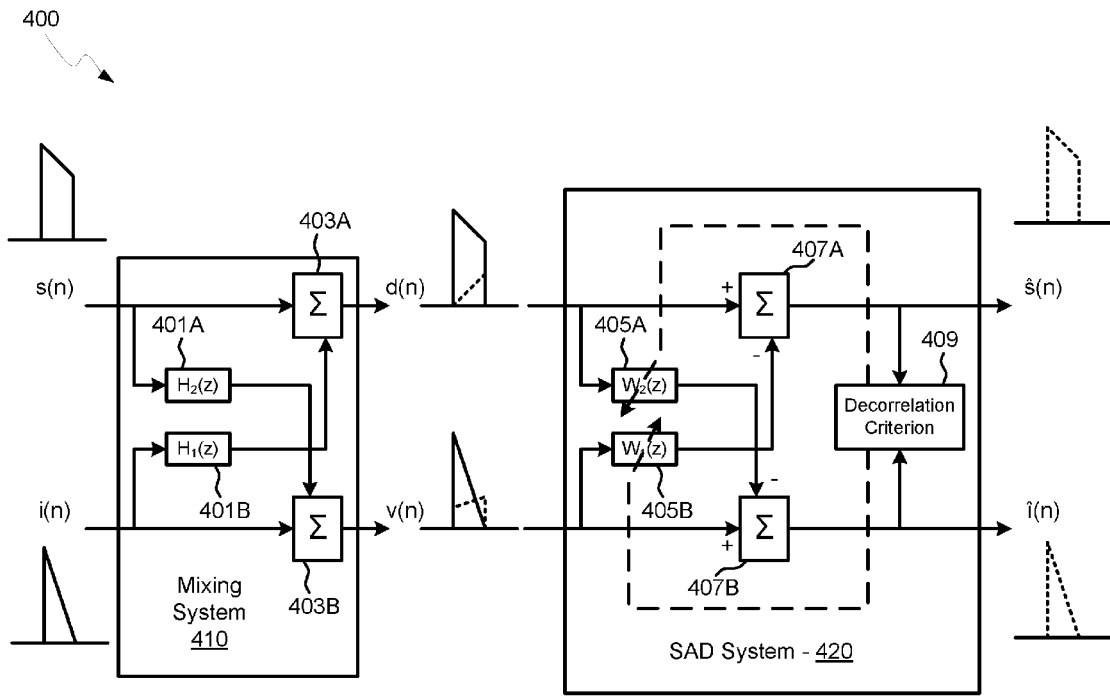 400
403A
s(n)
401A
H₂(z)
H₁(z)
401B
i(n)
Σ
Σ
403B
Mixing
System
410
d(n)
v(n)
405A
W₂(z)
W₁(z)
405B
+
-
Σ
407A
-
+
Σ
407B
409
Decorrelation
Criterion
ŝ(n)
î(n)
SAD System - 420